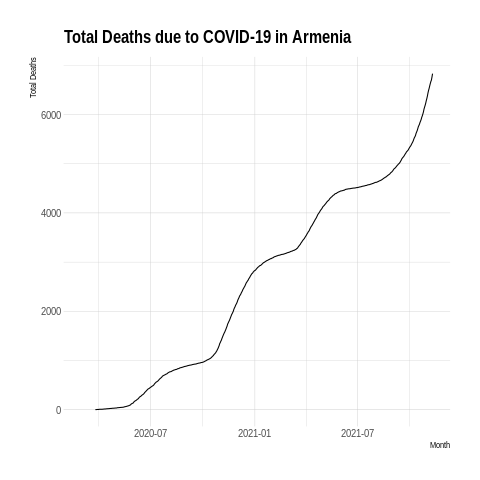 Total Deaths due to COVID-19 in Armenia
Total Deaths
6000
4000
2000
0
2020-07
2021-01
2021-07
Month